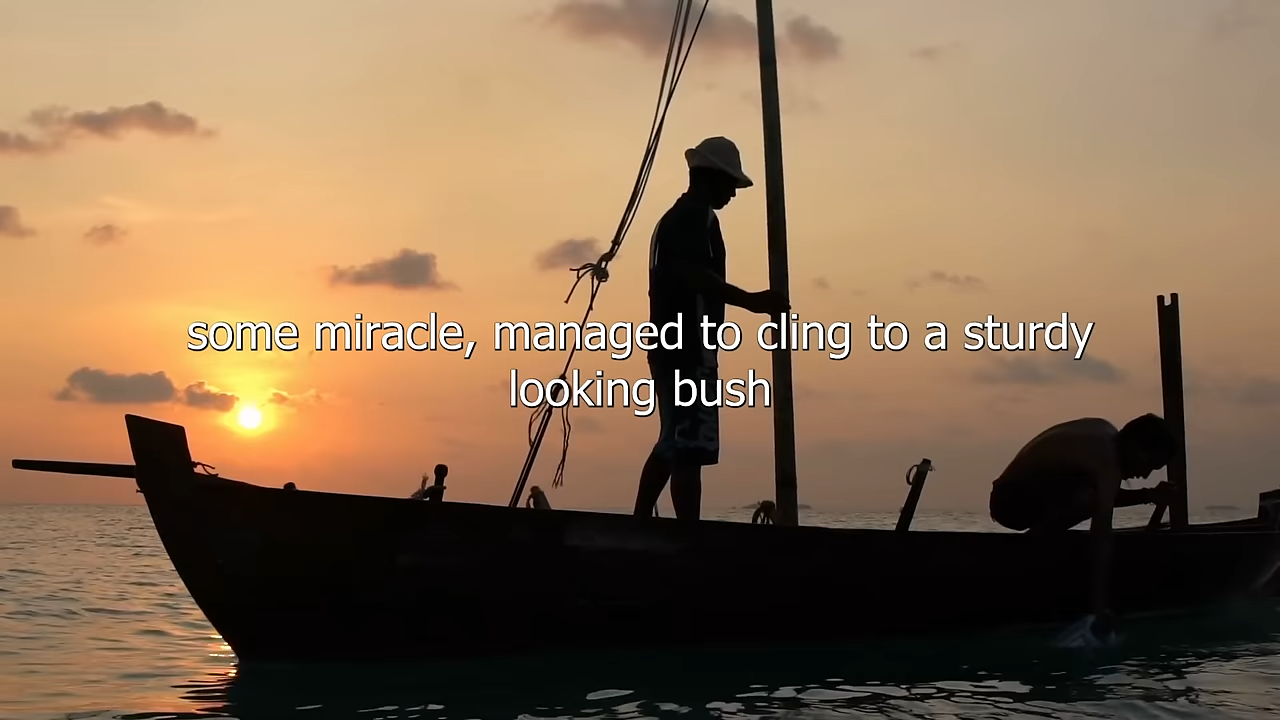 some miracle, managed to cling to a sturdy
looking bush